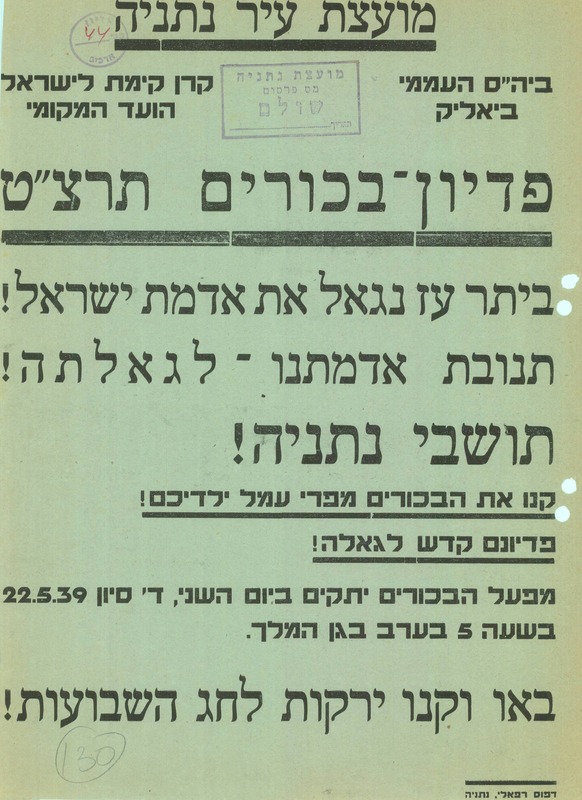 מועצת עיר נתניה
44
ביה"ס העממי
ביאליק
מועצת נתניה
מס פרסום
שולם
קרן קימת לישראל
הועד המקומי
פדיון־בכורים תרצ"ט
ביתר עז נגאל את אדמת ישראל!
תנובת אדמתנו - לגאלתה!
תושבי נתניה!
קנו את הבכורים מפרי עמל ילדיכם!
פדיונם קדש לגאלה!
מפעל הבכורים יתקים ביום השני, ד' סיון 22.5.39
בשעה 5 בערב בגן המלך.
באו וקנו ירקות לחג השבועות!
130
דפוס רפאלי, נתניה